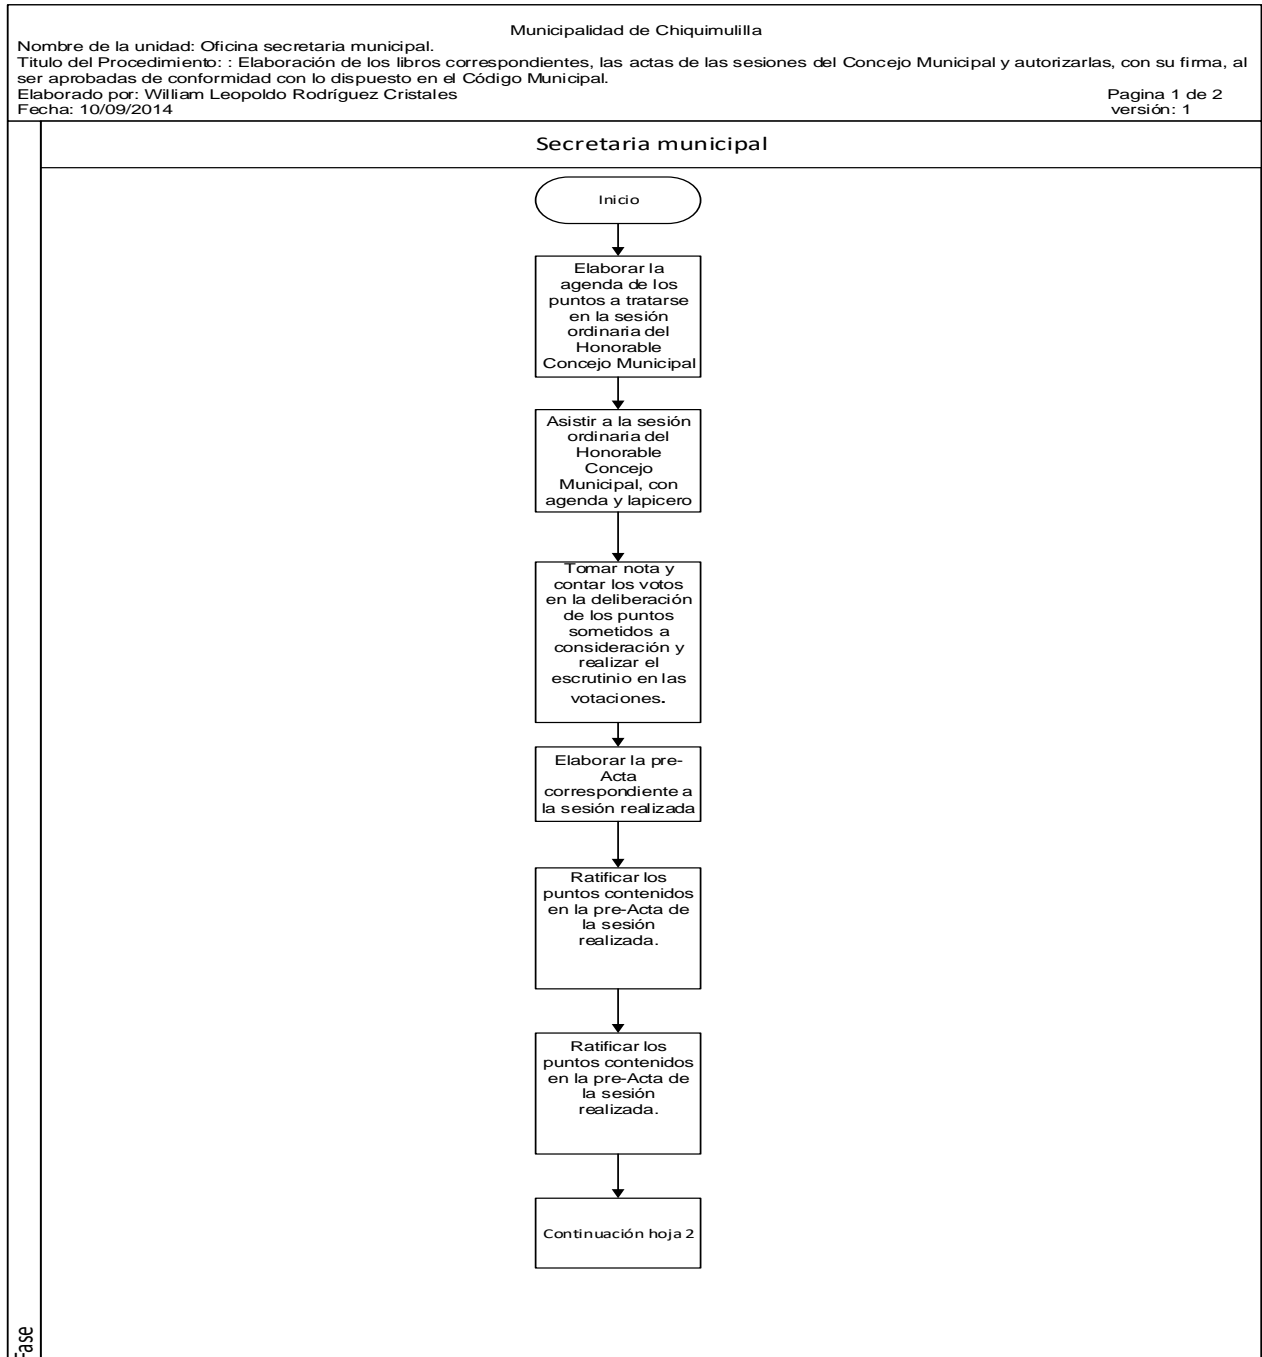 Municipalidad de Chiquimulilla
Nombre de la unidad: Oficina secretaria municipal.
Titulo del Procedimiento: : Elaboración de los libros correspondientes, las actas de las sesiones del Concejo Municipal y autorizarlas, con su firma, al
ser aprobadas de conformidad con lo dispuesto en el Código Municipal.
Elaborado por: William Leopoldo Rodríguez Cristales
Pagina 1 de 2
Fecha: 10/09/2014
versión: 1
Secretaria municipal
Inicio
Elaborar la
agenda de los
puntos a tratarse
en la sesión
ordinaria del
Honorable
Concejo Municipal
Asistir a la sesión
ordinaria del
Honorable
Concejo
Municipal, con
agenda y lapicero
Tomar nota y
contar los votos
en la deliberación
de los puntos
sometidos a
consideración y
realizar el
escrutinio en las
votaciones.
Elaborar la pre-
Acta
correspondiente a
la sesión realizada
Ratificar los
puntos contenidos
en la pre-Acta de
la sesión
realizada.
Ratificar los
puntos contenidos
en la pre-Acta de
la sesión
realizada.
Continuación hoja 2
Fase